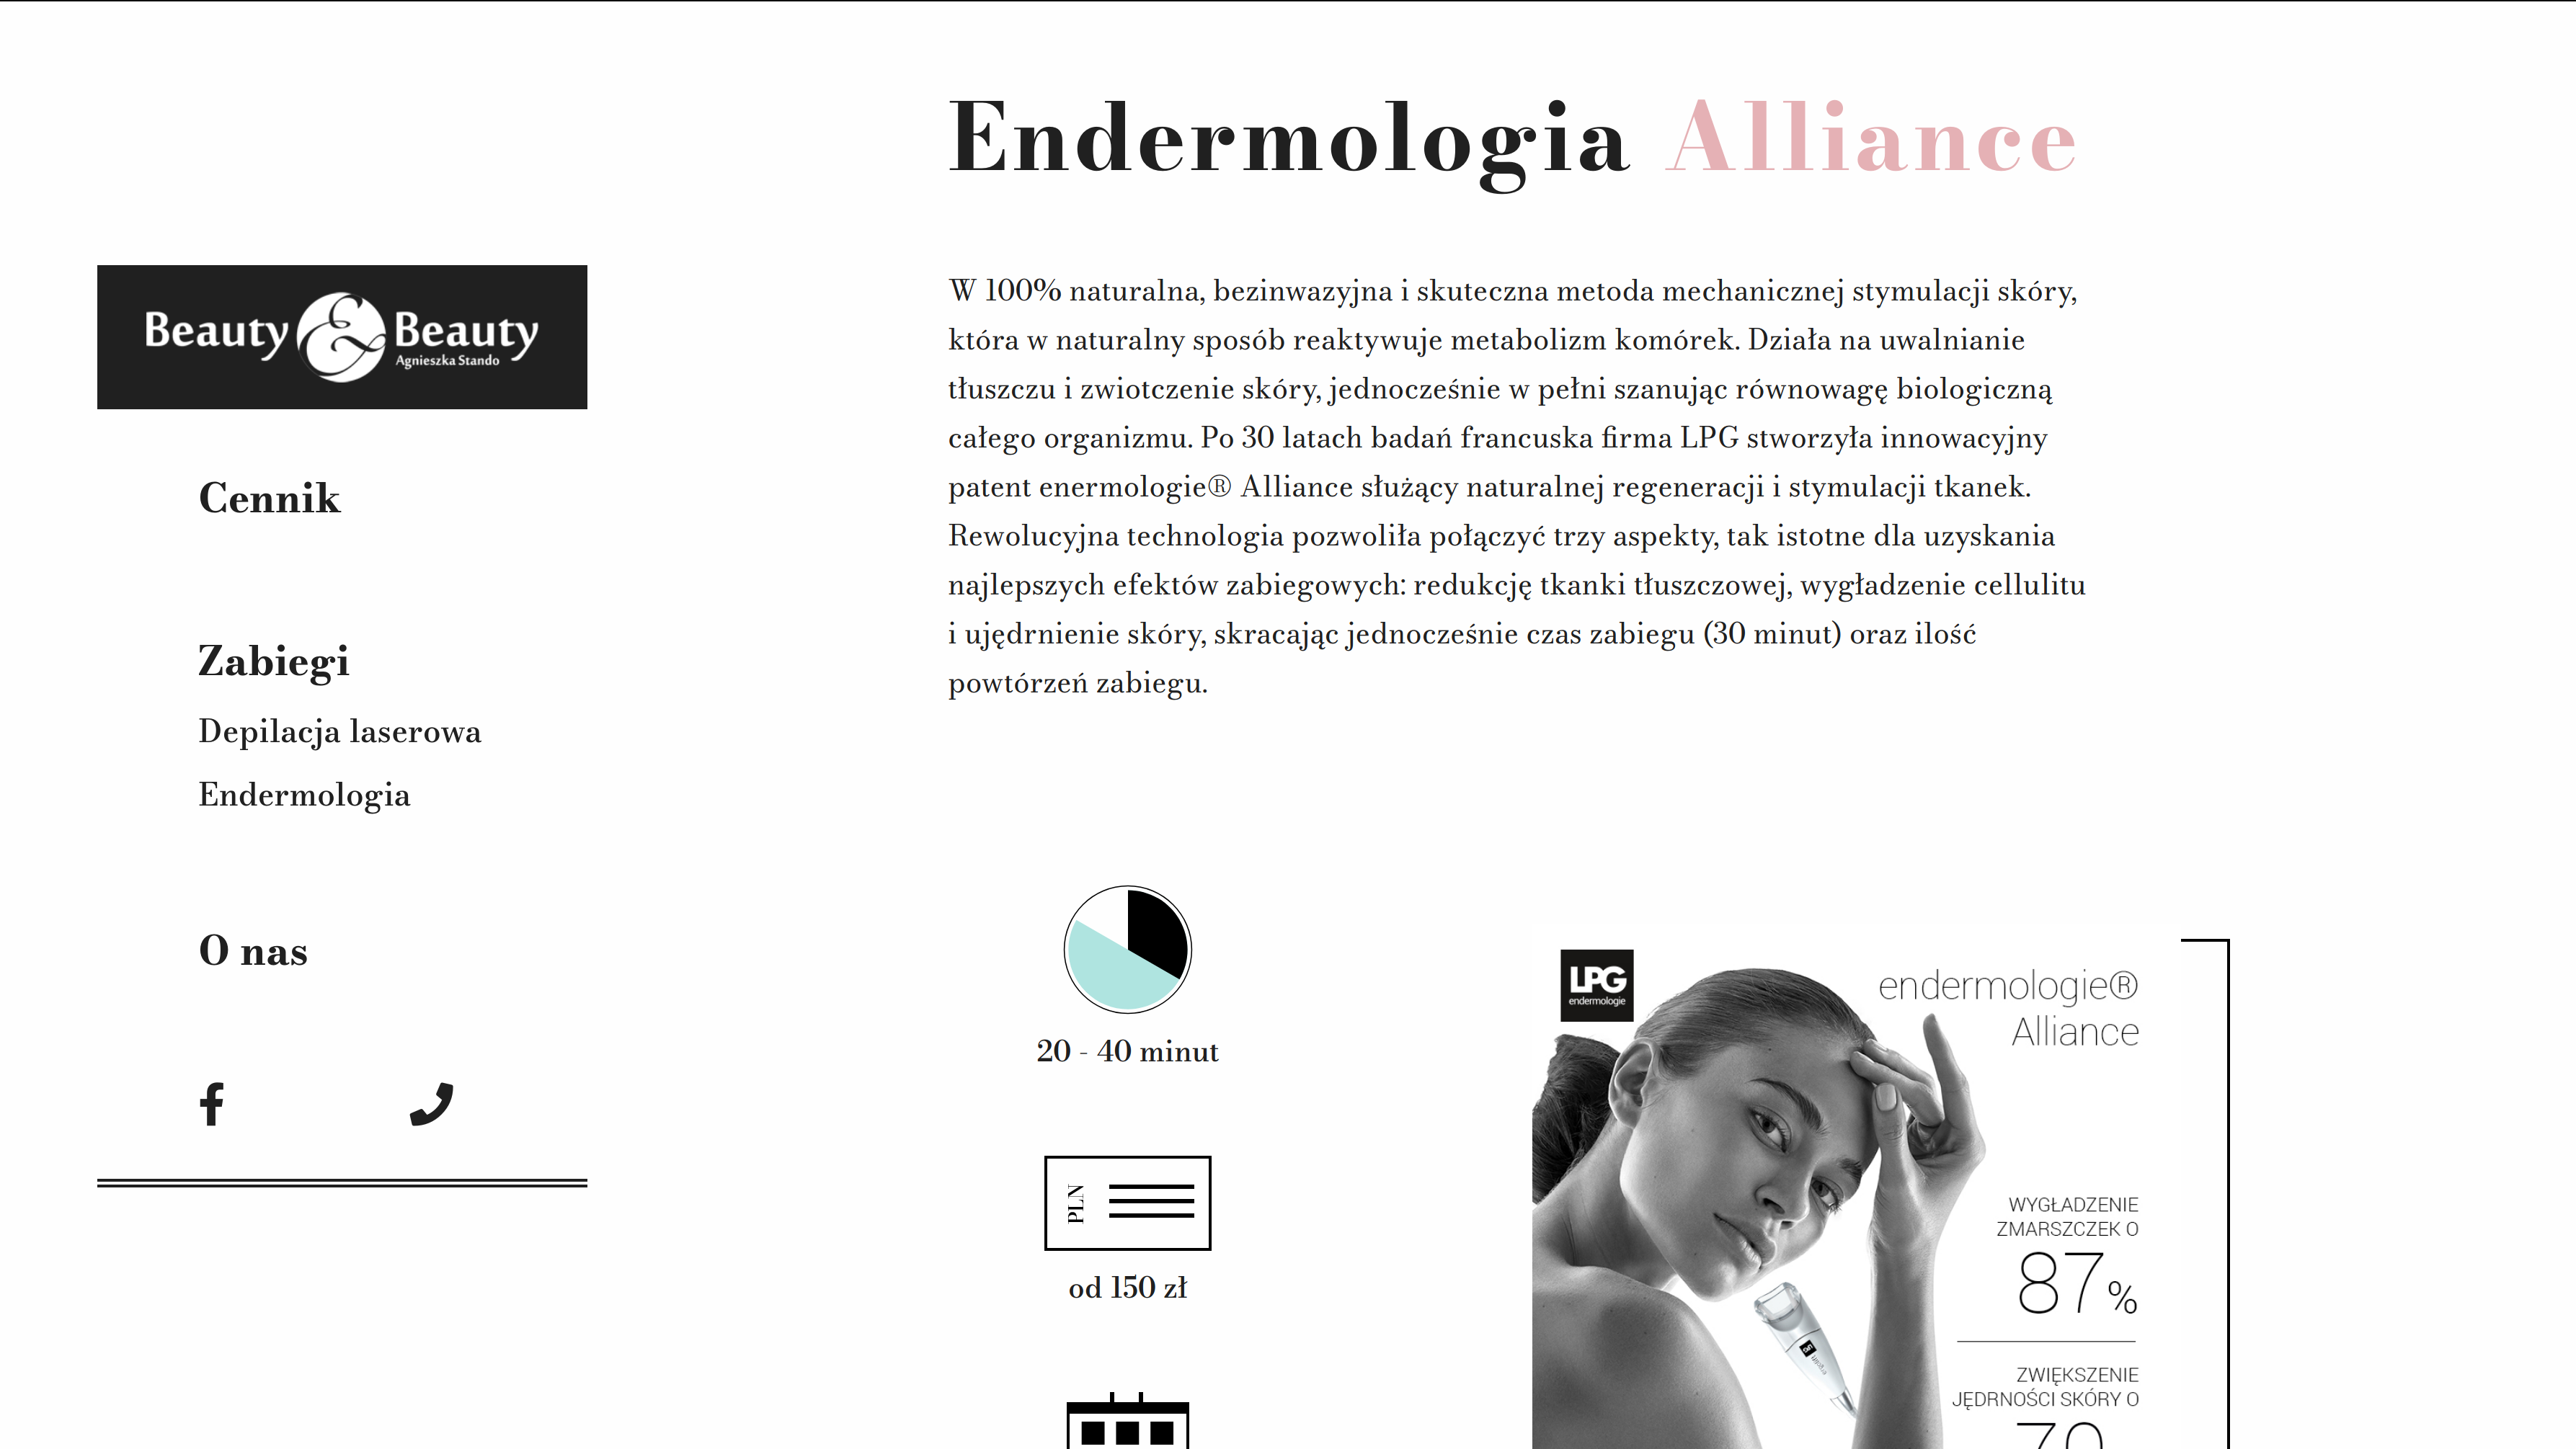 Endermologia Alliance
Beauty & Beauty
Agnieszka Stando
Cennik
Zabiegi
Depilacja laserowa
Endermologia
O nas
W 100% naturalna, bezinwazyjna i skuteczna metoda mechanicznej stymulacji skóry,
która w naturalny sposób reaktywuje metabolizm komórek. Działa na uwalnianie
tłuszczu i zwiotczenie skóry, jednocześnie w pełni szanując równowagę biologiczną
całego organizmu. Po 30 latach badań francuska firma LPG stworzyła innowacyjny
patent enermologie® Alliance służący naturalnej regeneracji i stymulacji tkanek.
Rewolucyjna technologia pozwoliła połączyć trzy aspekty, tak istotne dla uzyskania
najlepszych efektów zabiegowych: redukcję tkanki tłuszczowej, wygładzenie cellulitu
i ujędrnienie skóry, skracając jednocześnie czas zabiegu (30 minut) oraz ilość
powtórzeń zabiegu.
20 - 40 minut
PLN
od 150 zł
LPG
endermologie
endermologie®
Alliance
WYGŁADZENIE
ZMARSZCZEK O
87%
ZWIĘKSZENIE
JĘDRNOŚCI SKÓRY O